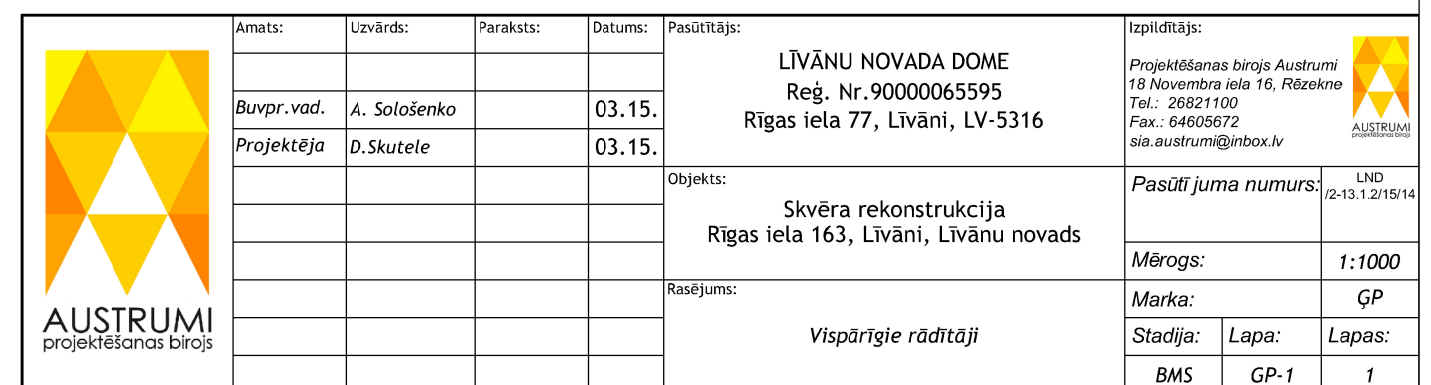 AUSTRUMI
projektēšanas birojs
Amats: Uzvārds: Paraksts: Datums:
Buvpr.vad. A. Sološenko 03.15.
Projektēja D.Skutele 03.15.
Pasūtītājs:
LĪVĀNU NOVADA DOME
Reģ. Nr.90000065595
Rīgas iela 77, Līvāni, LV-5316
Objekts:
Skvēra rekonstrukcija
Rīgas iela 163, Līvāni, Līvānu novads
Rasējums:
Vispārīgie rādītāji
Izpildītājs:
Projektēšanas birojs Austrumi
18 Novembra iela 16, Rēzekne
Tel.: 26821100
Fax.: 64605672
sia.austrumi@inbox.lv
AUSTRUMI
projektēšanas birojs
Pasūtī juma numurs: LND
/2-13.1.2/15/14
Mērogs: 1:1000
Marka: ĢP
Stadija: Lapa: Lapas:
BMS GP-1 1